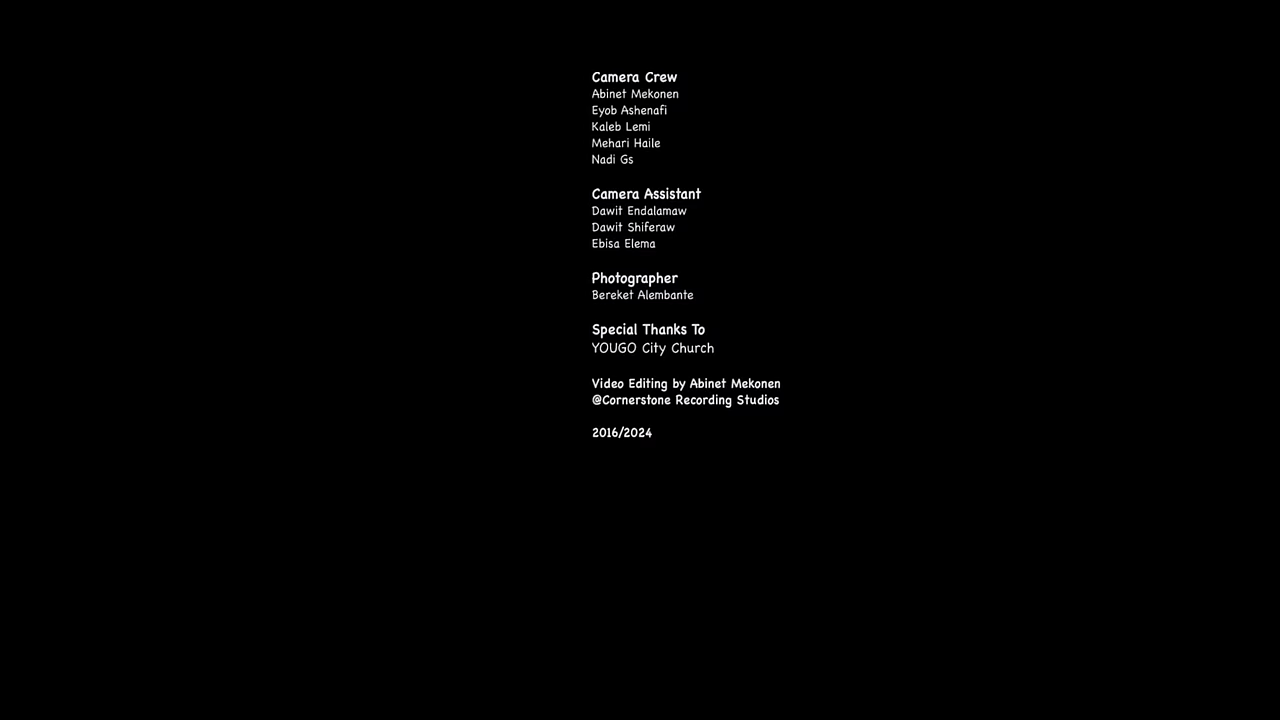 Camera Crew
Abinet Mekonen
Eyob Ashenafi
Kaleb Lemi
Mehari Haile
Nadi Gs
Camera Assistant
Dawit Endalamaw
Dawit Shiferaw
Ebisa Elema
Photographer
Bereket Alembante
Special Thanks To
YOUGO City Church
Video Editing by Abinet Mekonen
@Cornerstone Recording Studios
2016/2024